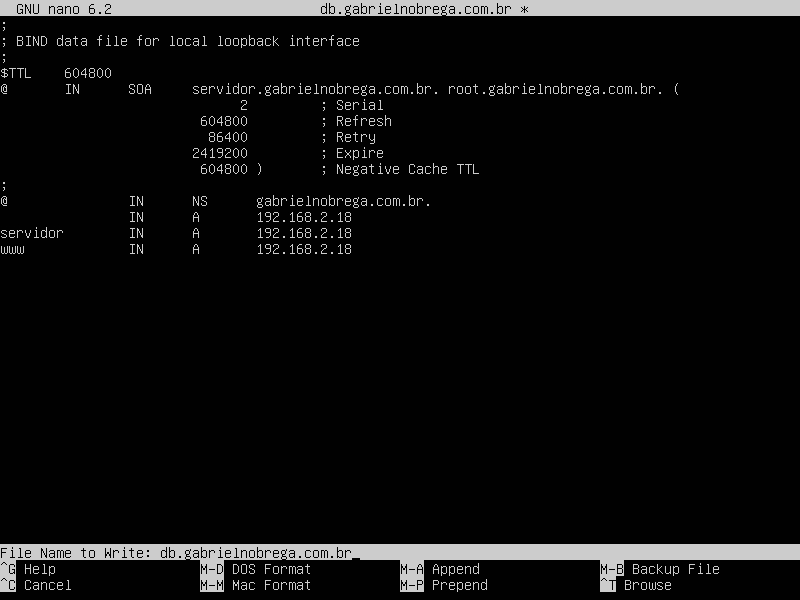 GNU nano 6.2 db.gabrielnobrega.com.br *
;
; BIND data file for local loopback interface
;
$TTL 604800
@ IN SOA servidor.gabrielnobrega.com.br. root.gabrielnobrega.com.br. (
2 ; Serial
604800 ; Refresh
86400 ; Retry
2419200 ; Expire
604800 ) ; Negative Cache TTL
;
@ IN NS gabrielnobrega.com.br.
IN A 192.168.2.18
servidor IN A 192.168.2.18
www IN A 192.168.2.18
File Name to Write: db.gabrielnobrega.com.br_
^G Help M-D DOS Format M-A Append M-B Backup File
^C Cancel M-M Mac Format M-P Prepend ^T Browse